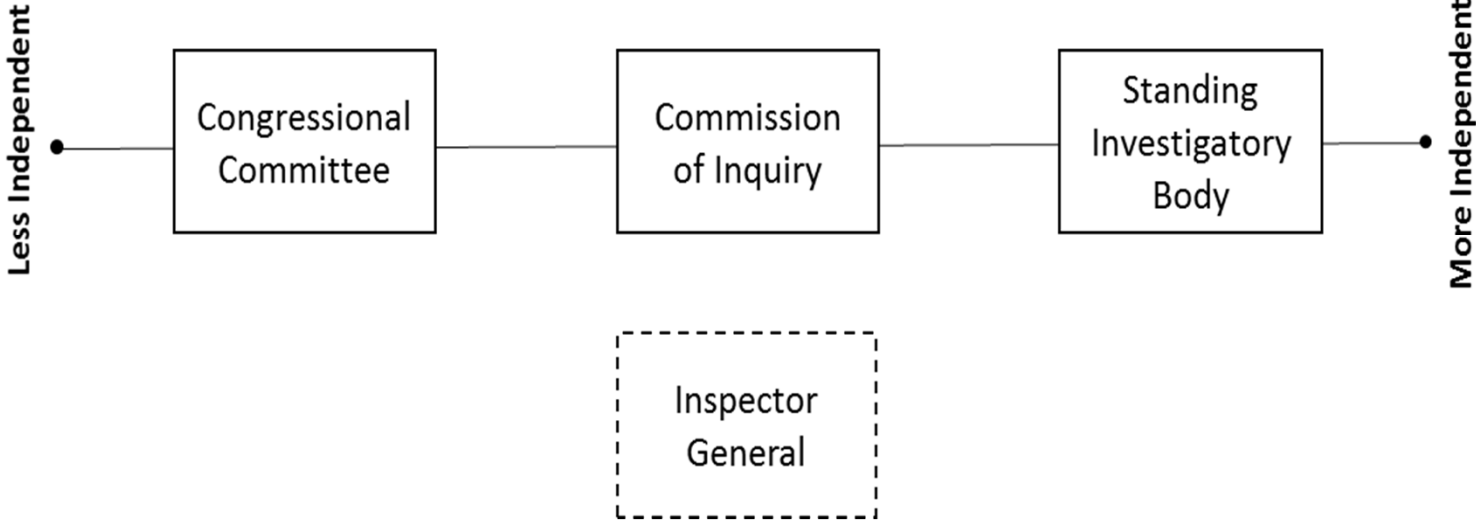 Less Independent
Congressional
Committee
Commission
of Inquiry
Standing
Investigatory
Body
More Independent
Inspector
General